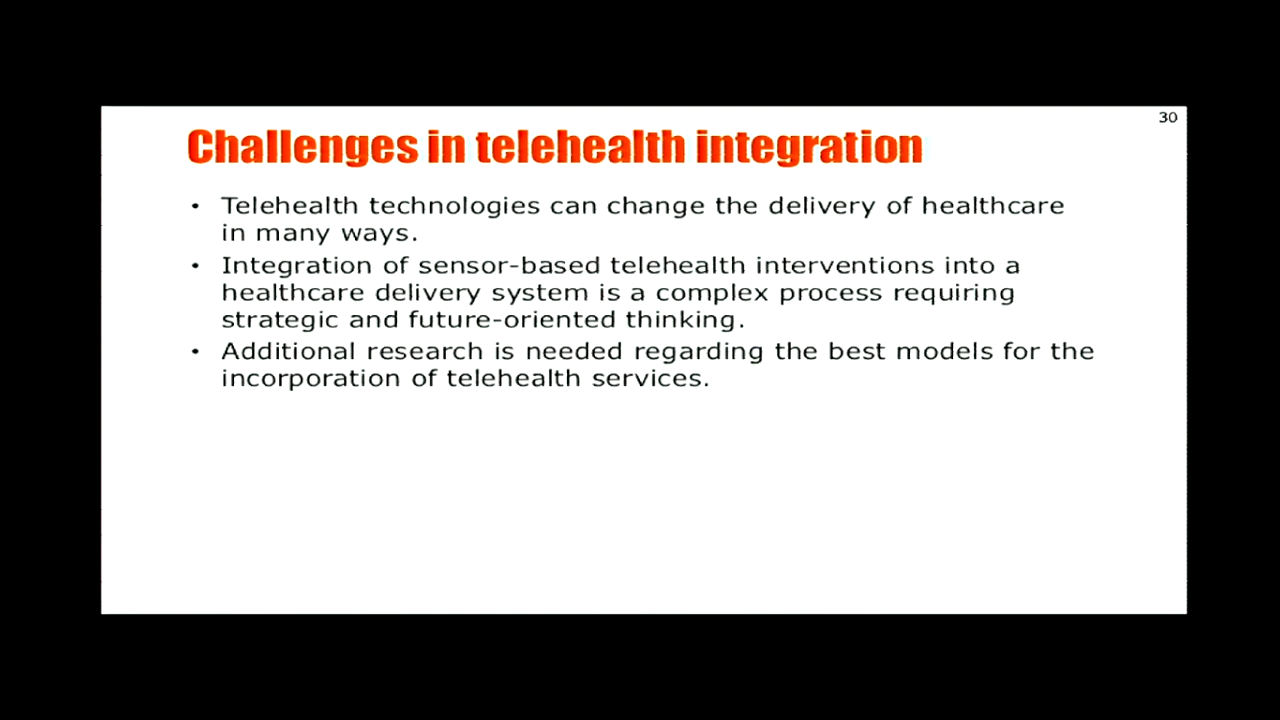 30
Challenges in telehealth integration
• Telehealth technologies can change the delivery of healthcare
in many ways.
• Integration of sensor-based telehealth interventions into a
healthcare delivery system is a complex process requiring
strategic and future-oriented thinking.
• Additional research is needed regarding the best models for the
incorporation of telehealth services.